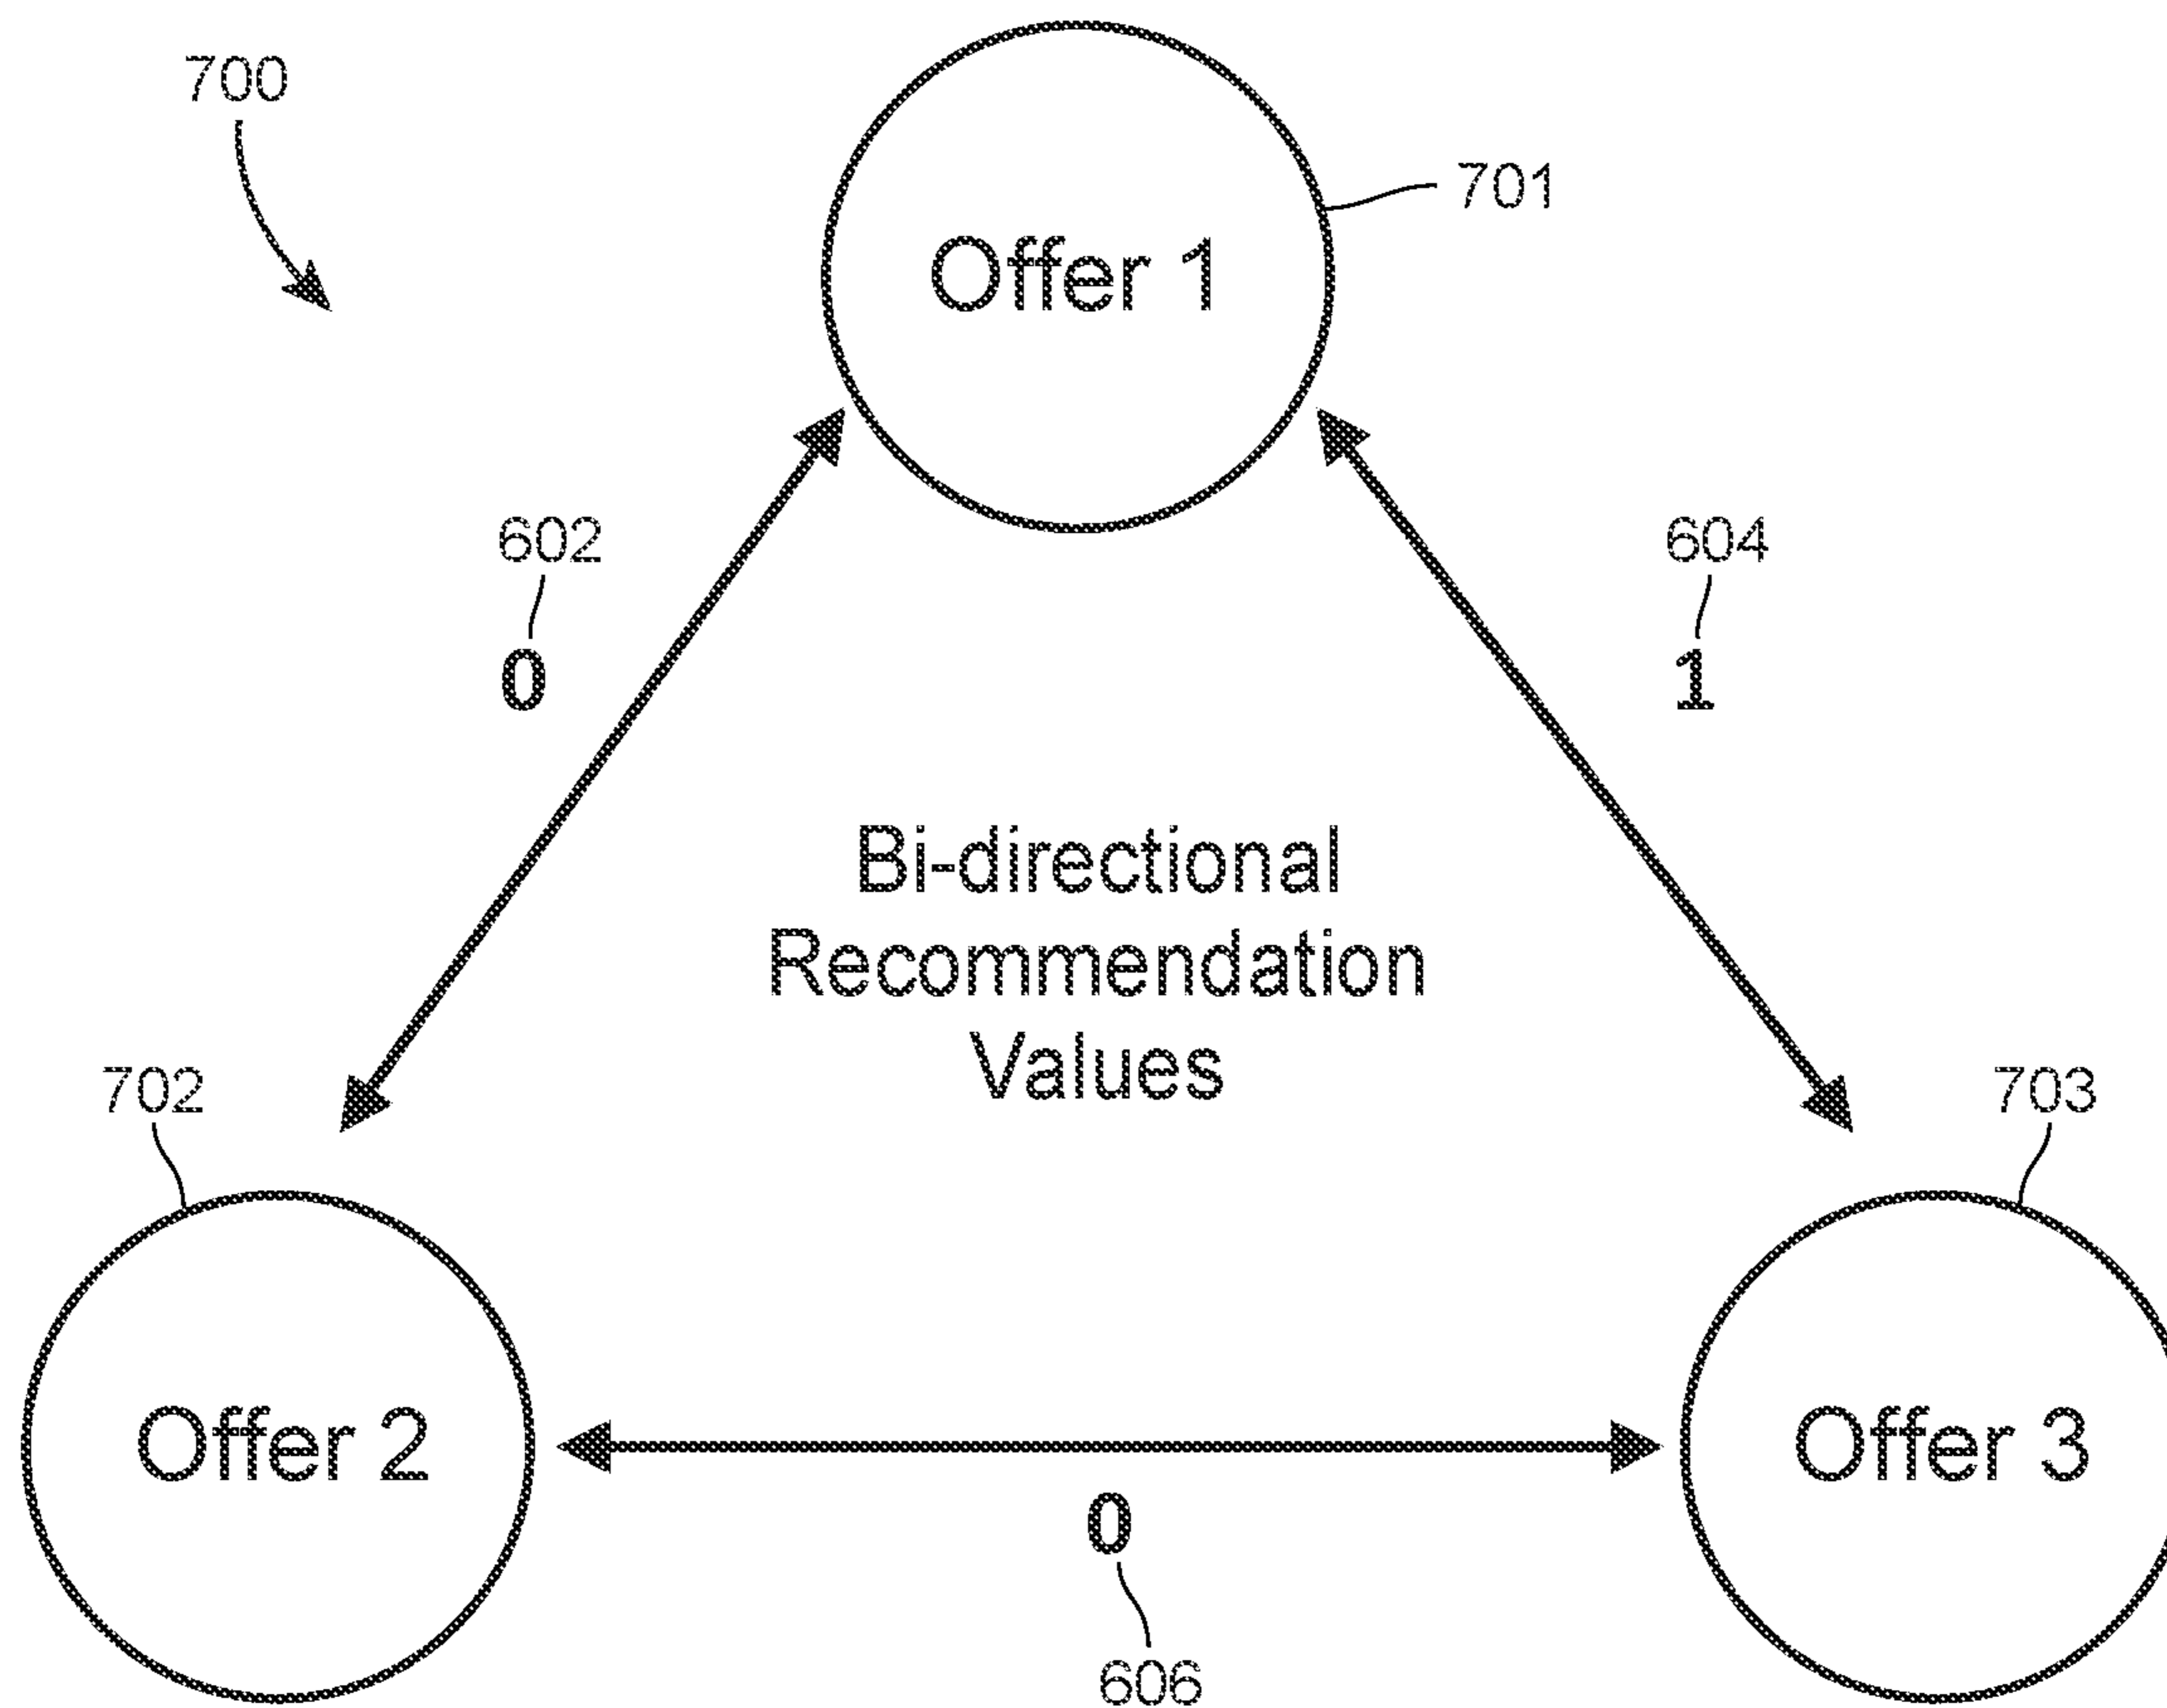 700
701
Offer 1
602
604
0
1
Bi-directional
Recommendation
Values
702
703
Offer 2
Offer 3
0
606